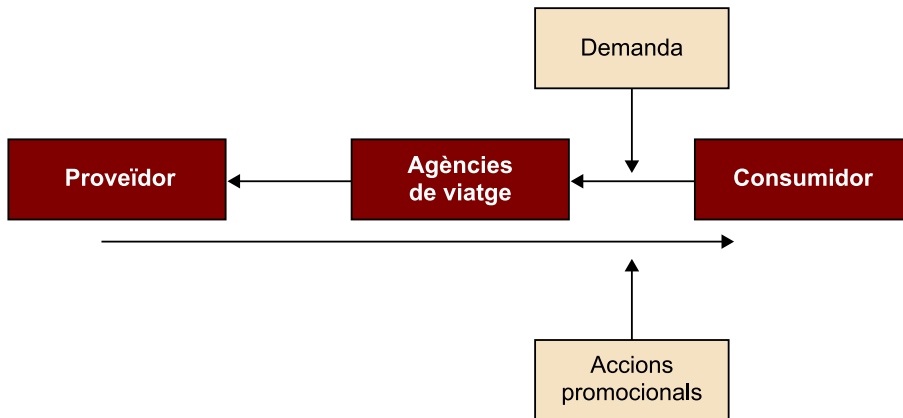 Demanda
Proveïdor
Agències
de viatge
Consumidor
Accions
promocionals